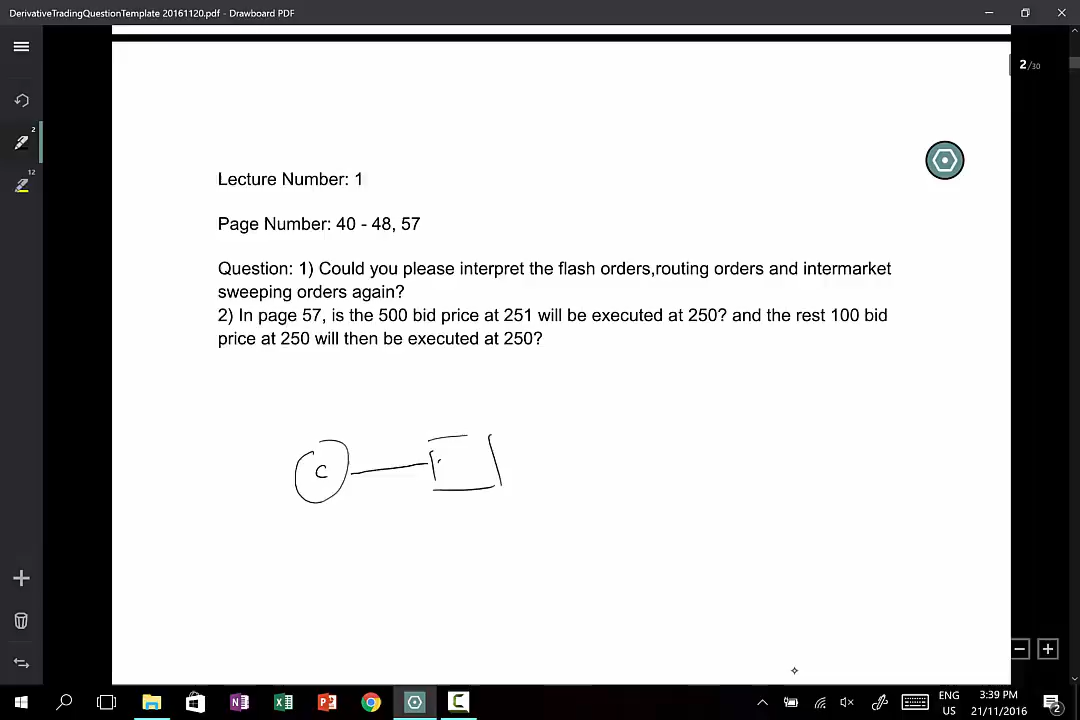 DerivativeTradingQuestionTemplate 20161120.pdf - Drawboard PDF
2/30
2
12
Lecture Number: 1
Page Number: 40 - 48, 57
Question: 1) Could you please interpret the flash orders,routing orders and intermarket
sweeping orders again?
2) In page 57, is the 500 bid price at 251 will be executed at 250? and the rest 100 bid
price at 250 will then be executed at 250?
C
ENG
US
3:39 PM
21/11/2016
2